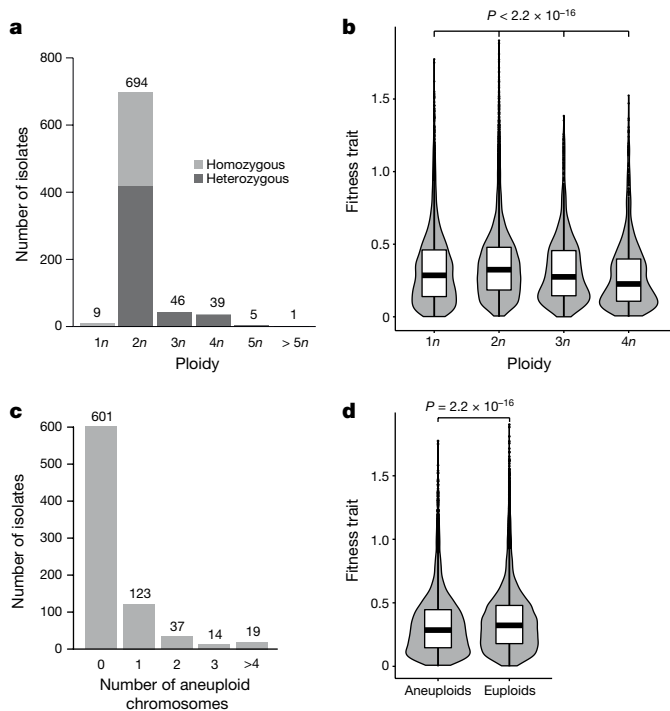 a
800
600
400
200
0
Number of isolates
694
9
46
39
5
1
Homozygous
Heterozygous
1n 2n 3n 4n 5n > 5n
Ploidy
b
P < 2.2 × 10–16
1.5
1.0
0.5
0
Fitness trait
1n 2n 3n 4n
Ploidy
c
600
500
400
300
200
100
0
Number of isolates
601
123
37
14
19
0 1 2 3 >4
Number of aneuploid
chromosomes
d
P = 2.2 × 10–16
1.5
1.0
0.5
0
Fitness trait
Aneuploids Euploids